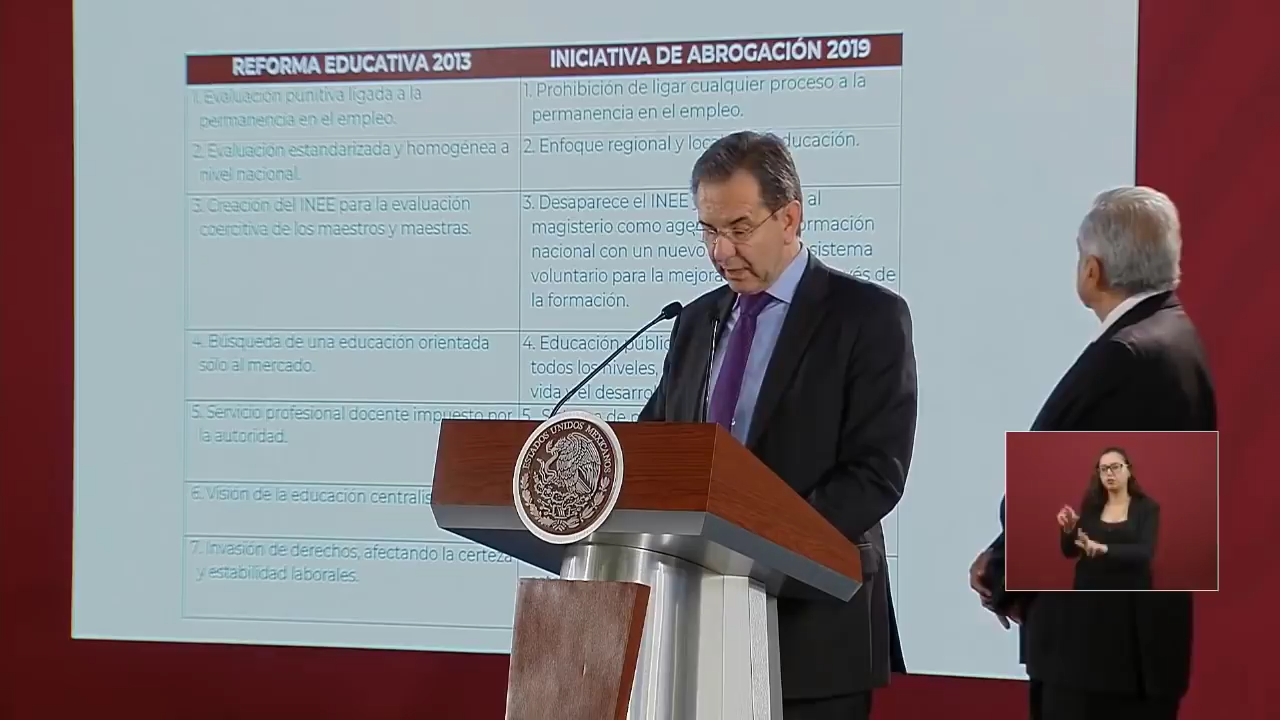 REFORMA EDUCATIVA 2013
INICIATIVA DE ABROGACIÓN 2019
1. Evaluación punitiva ligada a la
permanencia en el empleo.
1. Prohibición de ligar cualquier proceso a la
permanencia en el empleo.
2. Evaluación estandarizada y homogénea a
nivel nacional.
2. Enfoque regional y educación.
3. Creación del INEE para la evaluación
coercitiva de los maestros y maestras.
3. Desaparece el INEE al
magisterio como
nacional con un nuevo sistema
voluntario para la mejora de
la formación.
4. Búsqueda de una educación orientada
sólo al mercado.
4. Educación
todos los niveles,
vida y el
5. Servicio profesional docente impuesto por
la autoridad.
5. de
6. Visión de la educación
7. Invasión de derechos, afectando la certeza
y estabilidad laborales.
ESTADOS UNIDOS MEXICANOS